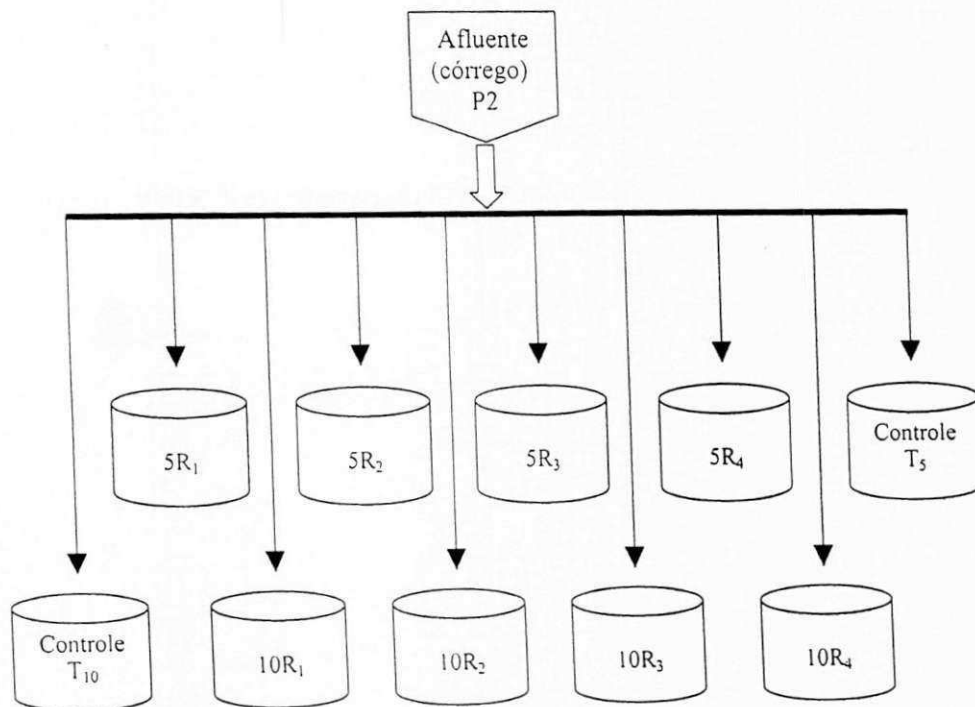 Afluente
(córrego)
P2
5R₁
5R₂
5R₃
5R₄
Controle
T₅
Controle
T₁₀
10R₁
10R₂
10R₃
10R₄